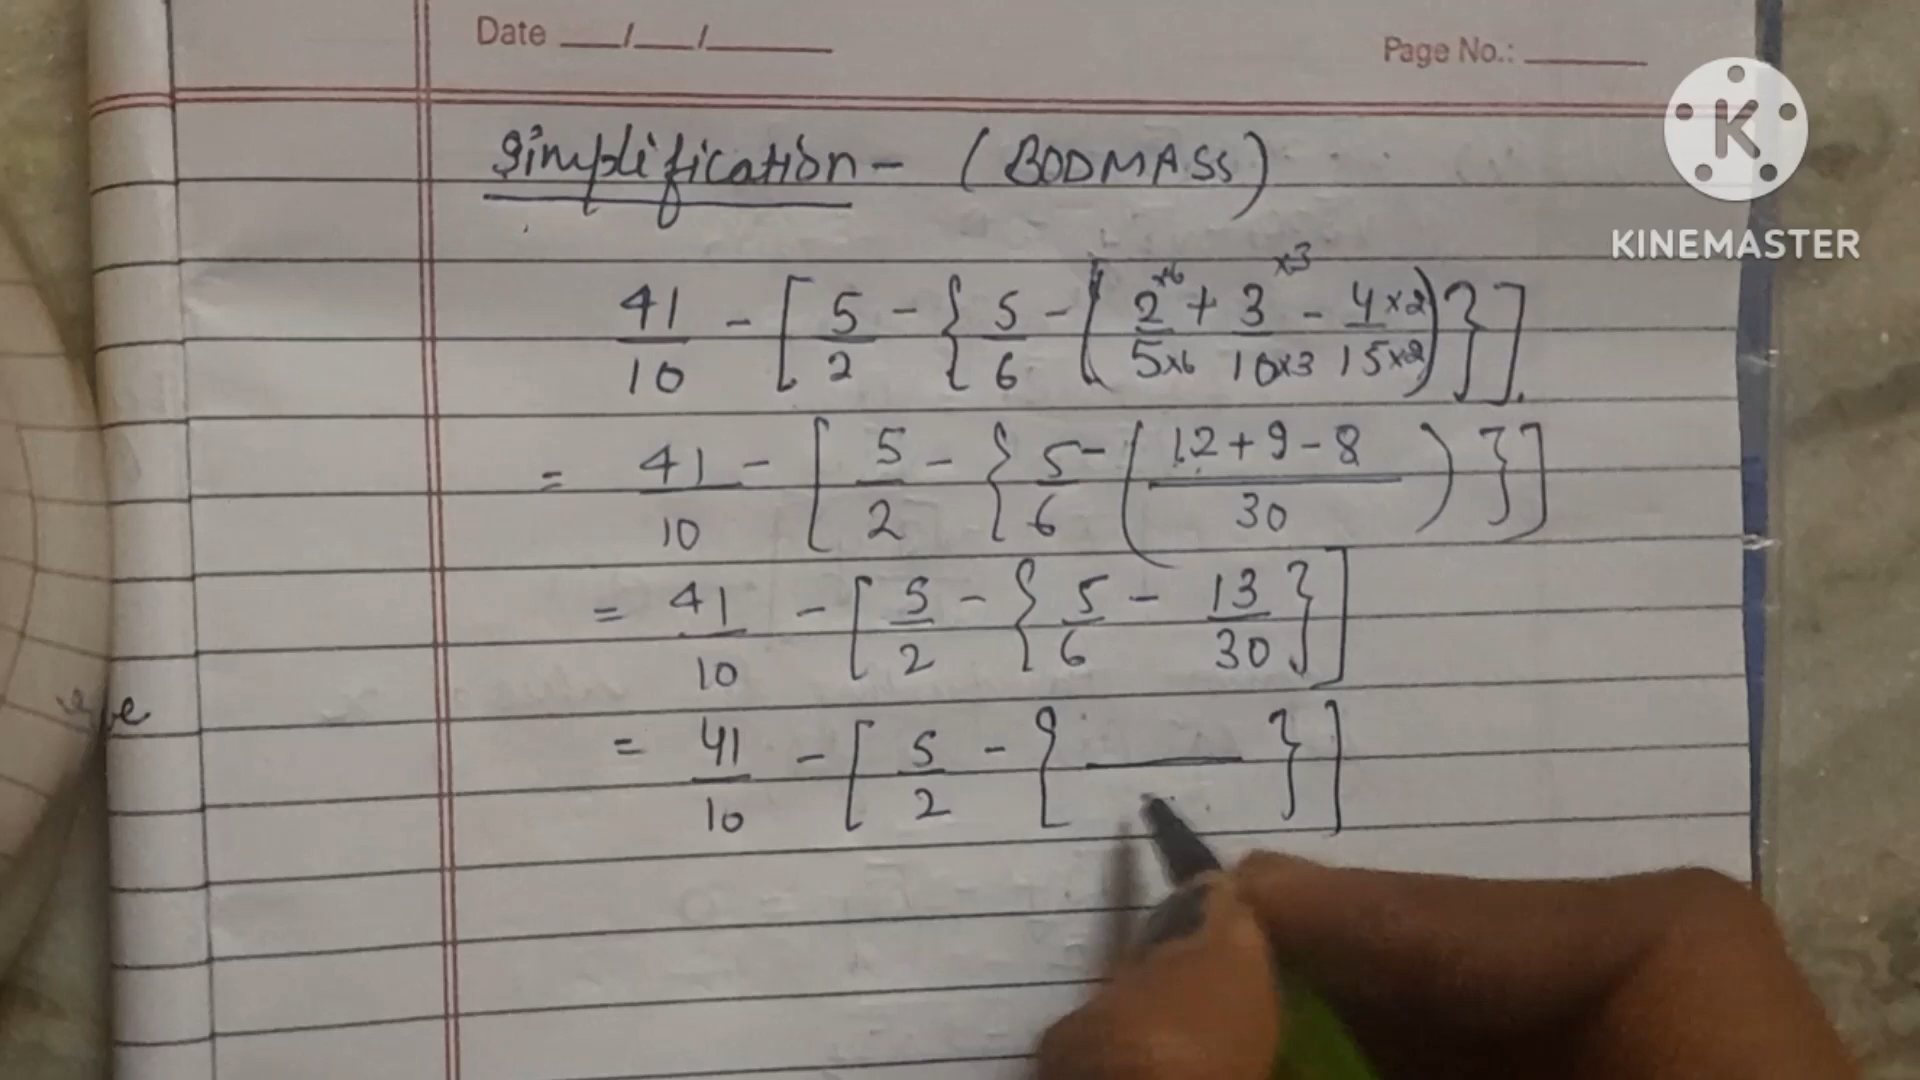 Date __/__/____
Page No.: ____
K
KINEMASTER
Simplification - (BODMASS)
41/10 - [5/2 - {5/6 - (2×6/5×6 + 3×3/10×3 - 4×2/15×2)}]
= 41/10 - [5/2 - {5/6 - (12+9-8/30)}]
= 41/10 - [5/2 - {5/6 - 13/30}]
= 41/10 - [5/2 - { }]